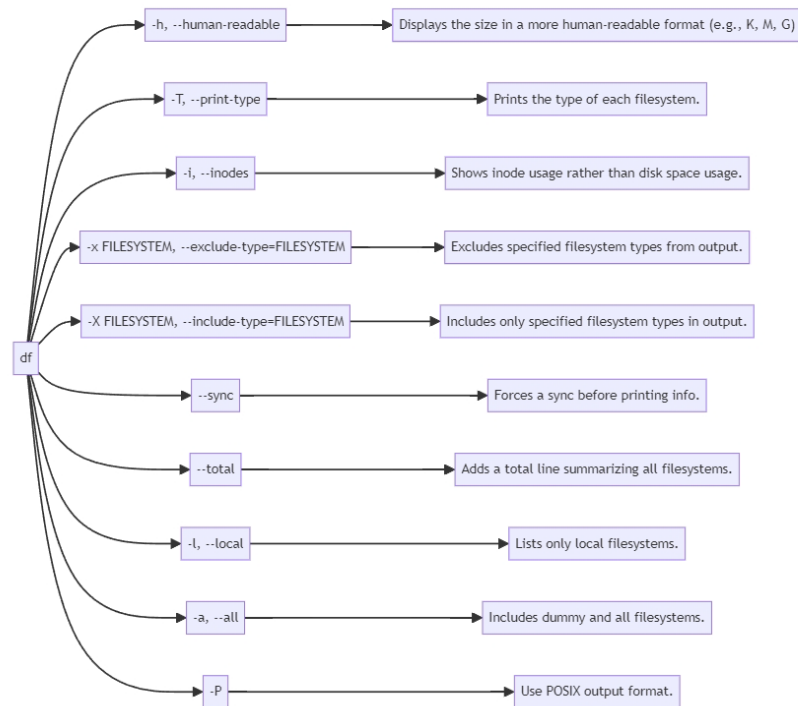 -h, --human-readable
Displays the size in a more human-readable format (e.g., K, M, G)
-T, --print-type
Prints the type of each filesystem.
-i, --inodes
Shows inode usage rather than disk space usage.
-x FILESYSTEM, --exclude-type=FILESYSTEM
Excludes specified filesystem types from output.
-X FILESYSTEM, --include-type=FILESYSTEM
Includes only specified filesystem types in output.
df
--sync
Forces a sync before printing info.
--total
Adds a total line summarizing all filesystems.
-l, --local
Lists only local filesystems.
-a, --all
Includes dummy and all filesystems.
-P
Use POSIX output format.